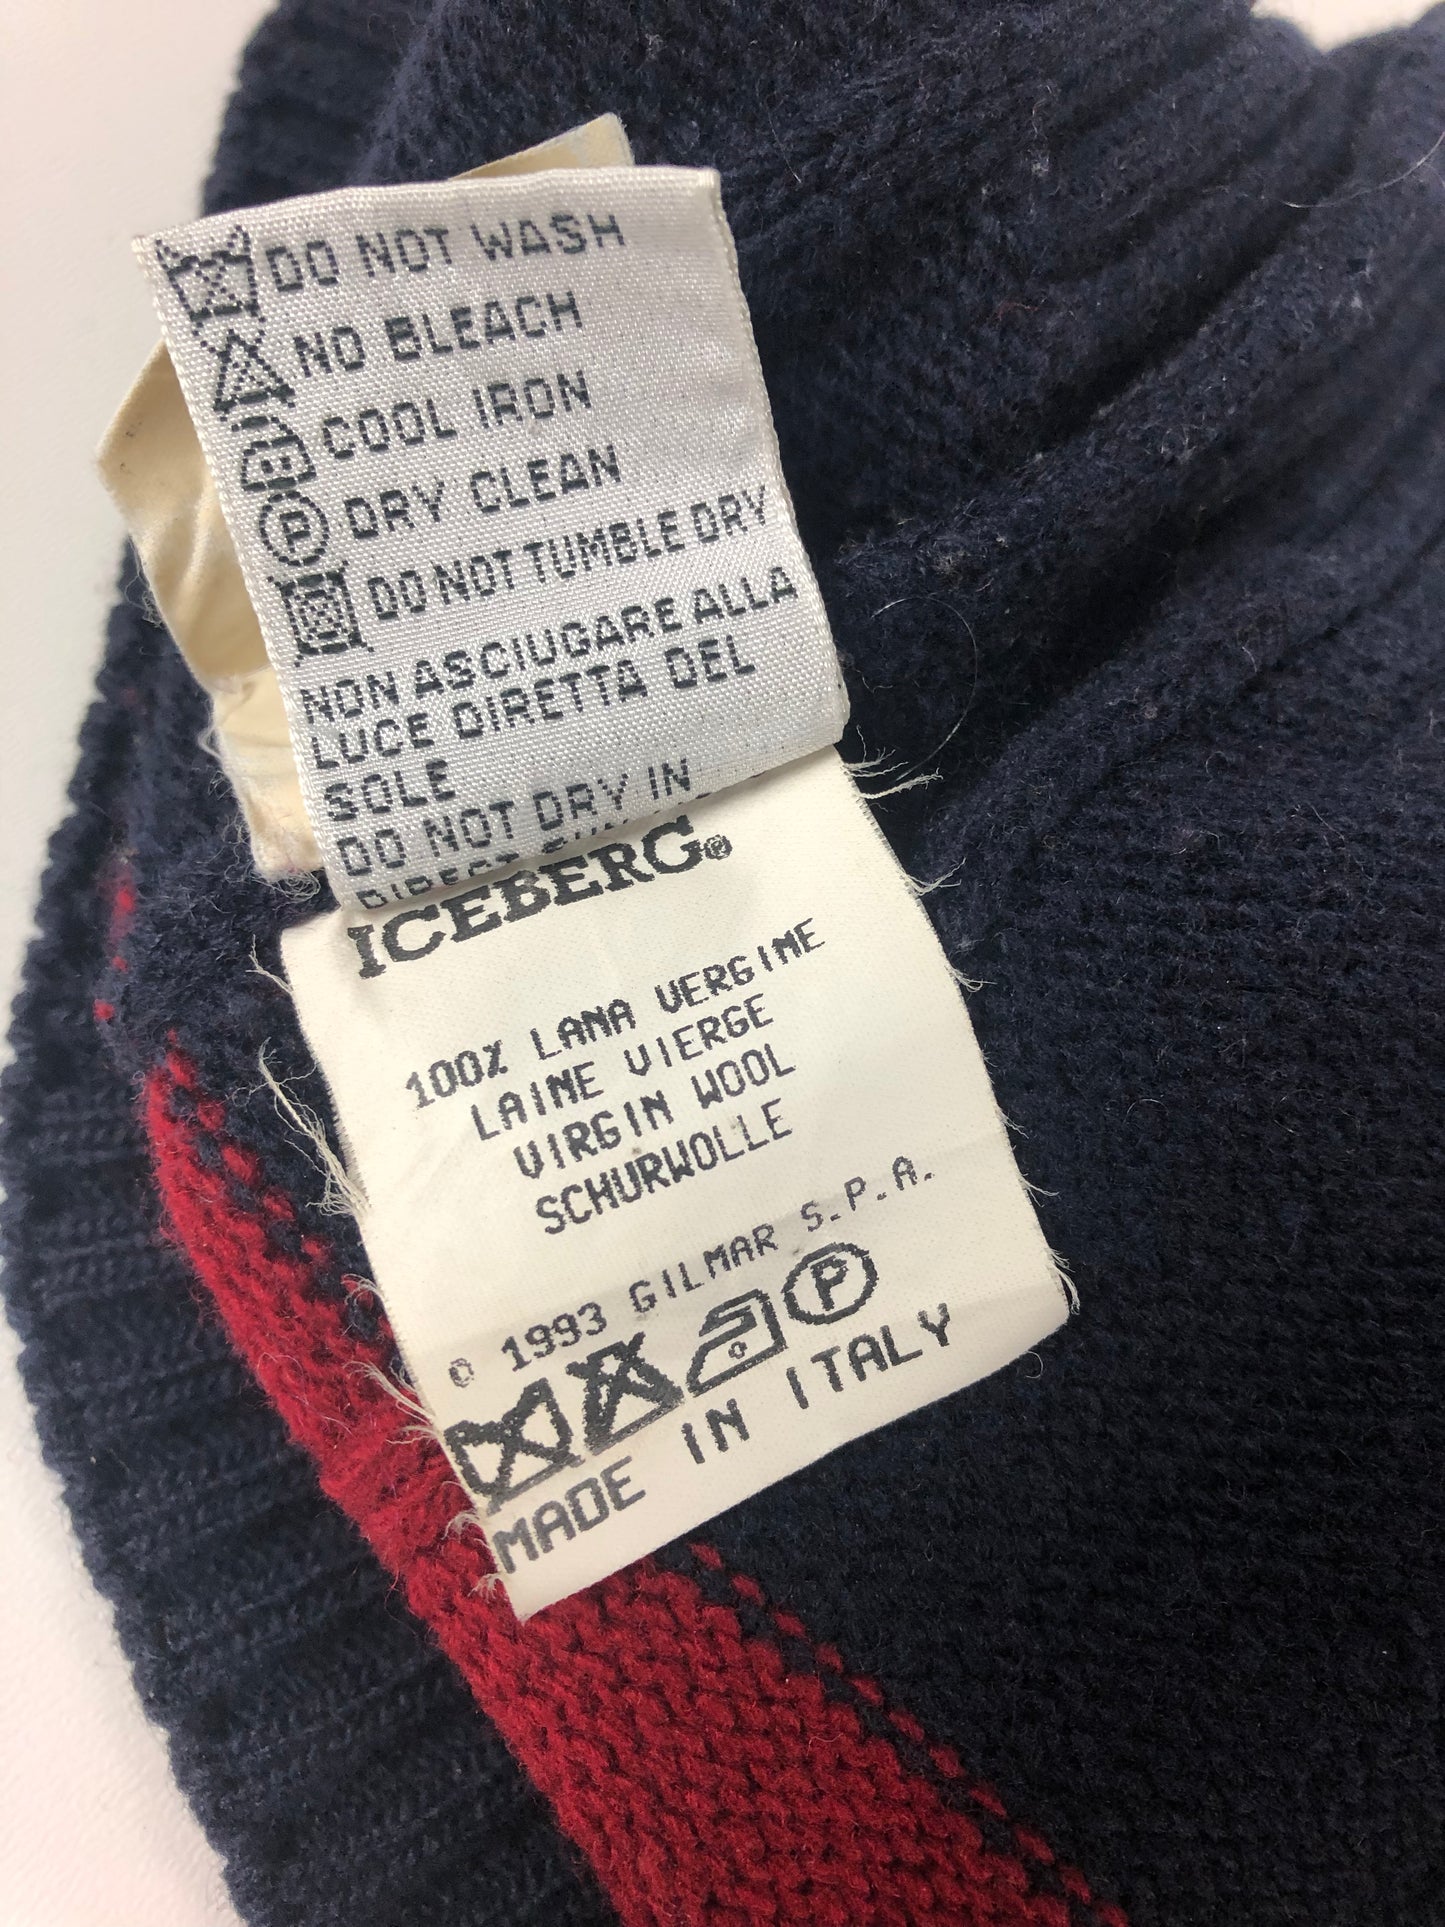 DO NOT WASH
NO BLEACH
COOL IRON
P DRY CLEAN
DO NOT TUMBLE DRY
NON ASCIUGARE ALLA
LUCE DIRETTA DEL
SOLE
DO NOT DRY IN
DIRECT SUN
ICEBERG®
100% LANA VERGINE
LAINE VIERGE
VIRGIN WOOL
SCHURWOLLE
© 1993 GILMAR S.P.A.
P
MADE IN ITALY